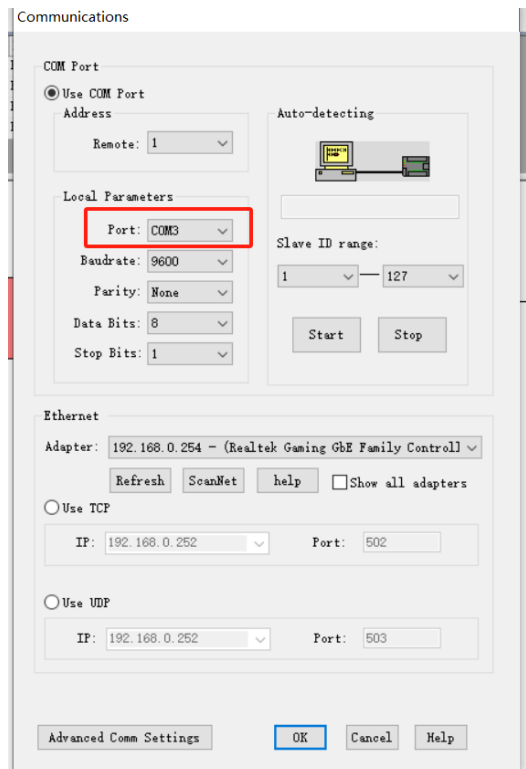 Communications
COM Port
Use COM Port
Address
Remote: 1
Local Parameters
Port: COM3
Baudrate: 9600
Parity: None
Data Bits: 8
Stop Bits: 1
Auto-detecting
Slave ID range:
1 — 127
Start Stop
Ethernet
Adapter: 192.168.0.254 - (Realtek Gaming GbE Family Controll
Refresh ScanNet help Show all adapters
Use TCP
IP: 192.168.0.252 Port: 502
Use UDP
IP: 192.168.0.252 Port: 503
Advanced Comm Settings OK Cancel Help